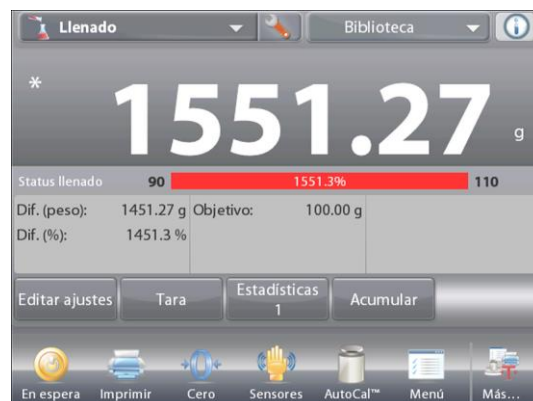 Llenado Biblioteca
* 1551.27 g
Status llenado 90 1551.3% 110
Dif. (peso): 1451.27 g Objetivo: 100.00 g
Dif. (%): 1451.3 %
Editar ajustes Tara Estadísticas 1 Acumular
En espera Imprimir Cero Sensores AutoCal™ Menú Más...